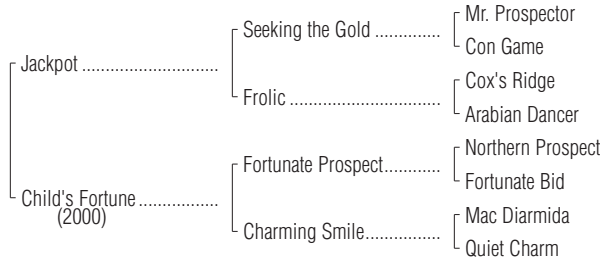 Mr. Prospector
Seeking the Gold ..............
Con Game
Jackpot .............................
Cox's Ridge
Frolic ................................
Arabian Dancer
Northern Prospect
Fortunate Prospect............
Fortunate Bid
Child's Fortune .................
(2000)
Mac Diarmida
Charming Smile................
Quiet Charm